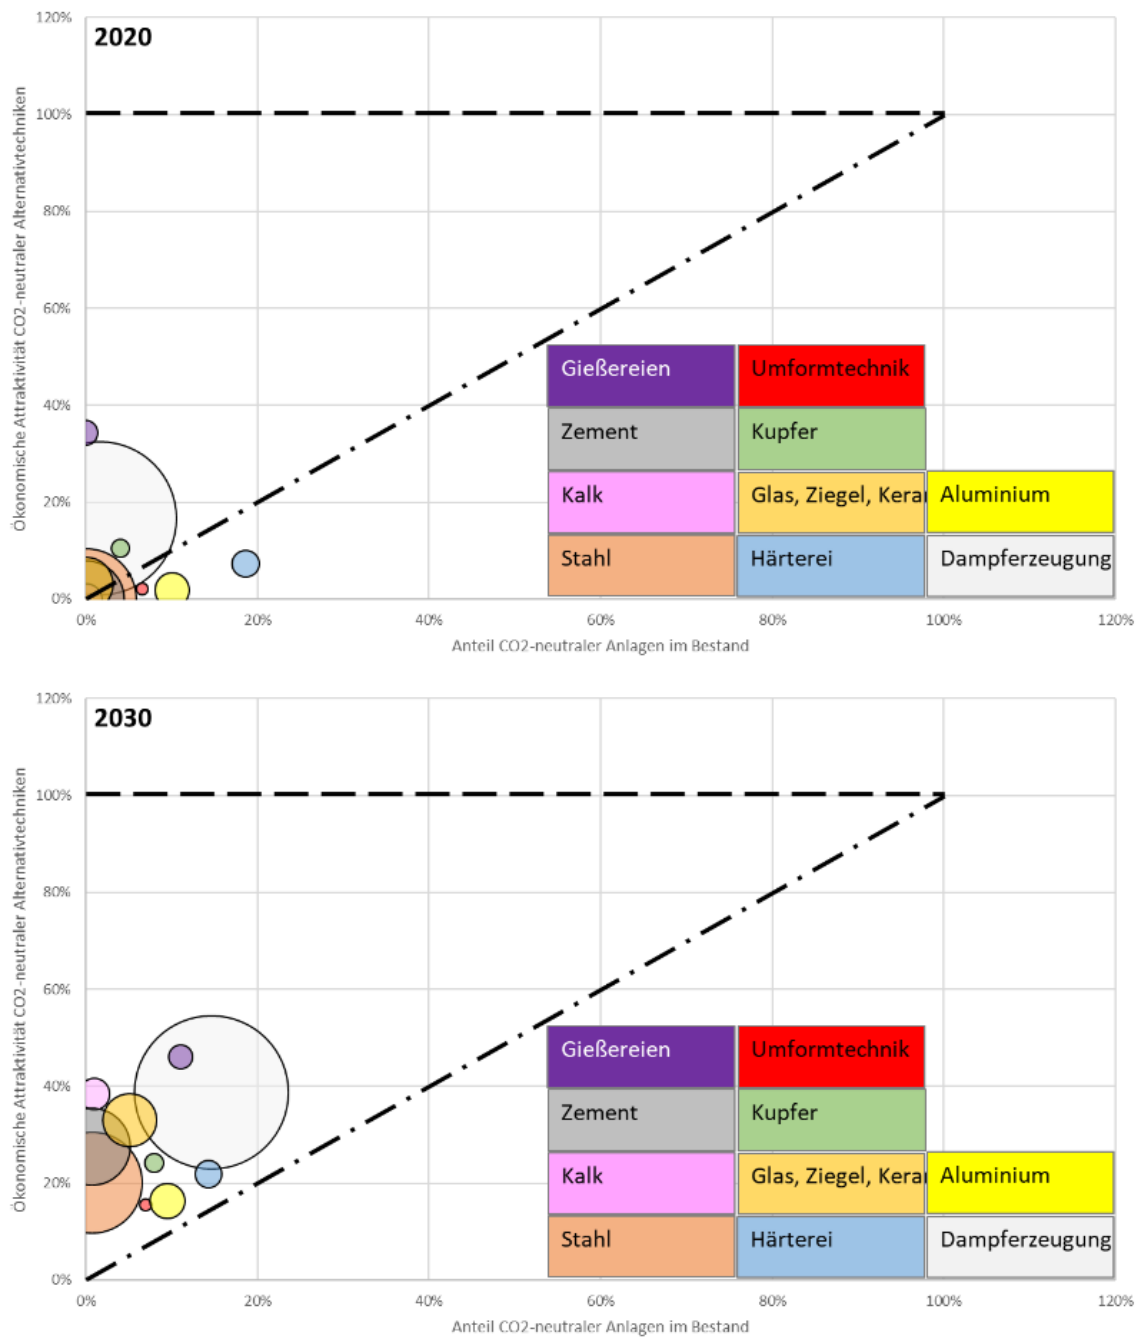 120%
2020
100%
80%
60%
40%
20%
0%
Ökonomische Attraktivität CO2-neutraler Alternativtechniken
Gießereien
Umformtechnik
Zement
Kupfer
Kalk
Glas, Ziegel, Kera
Aluminium
Stahl
Härterei
Dampferzeugung
0% 20% 40% 60% 80% 100% 120%
Anteil CO2-neutraler Anlagen im Bestand
120%
2030
100%
80%
60%
40%
20%
0%
Ökonomische Attraktivität CO2-neutraler Alternativtechniken
Gießereien
Umformtechnik
Zement
Kupfer
Kalk
Glas, Ziegel, Kera
Aluminium
Stahl
Härterei
Dampferzeugung
0% 20% 40% 60% 80% 100% 120%
Anteil CO2-neutraler Anlagen im Bestand